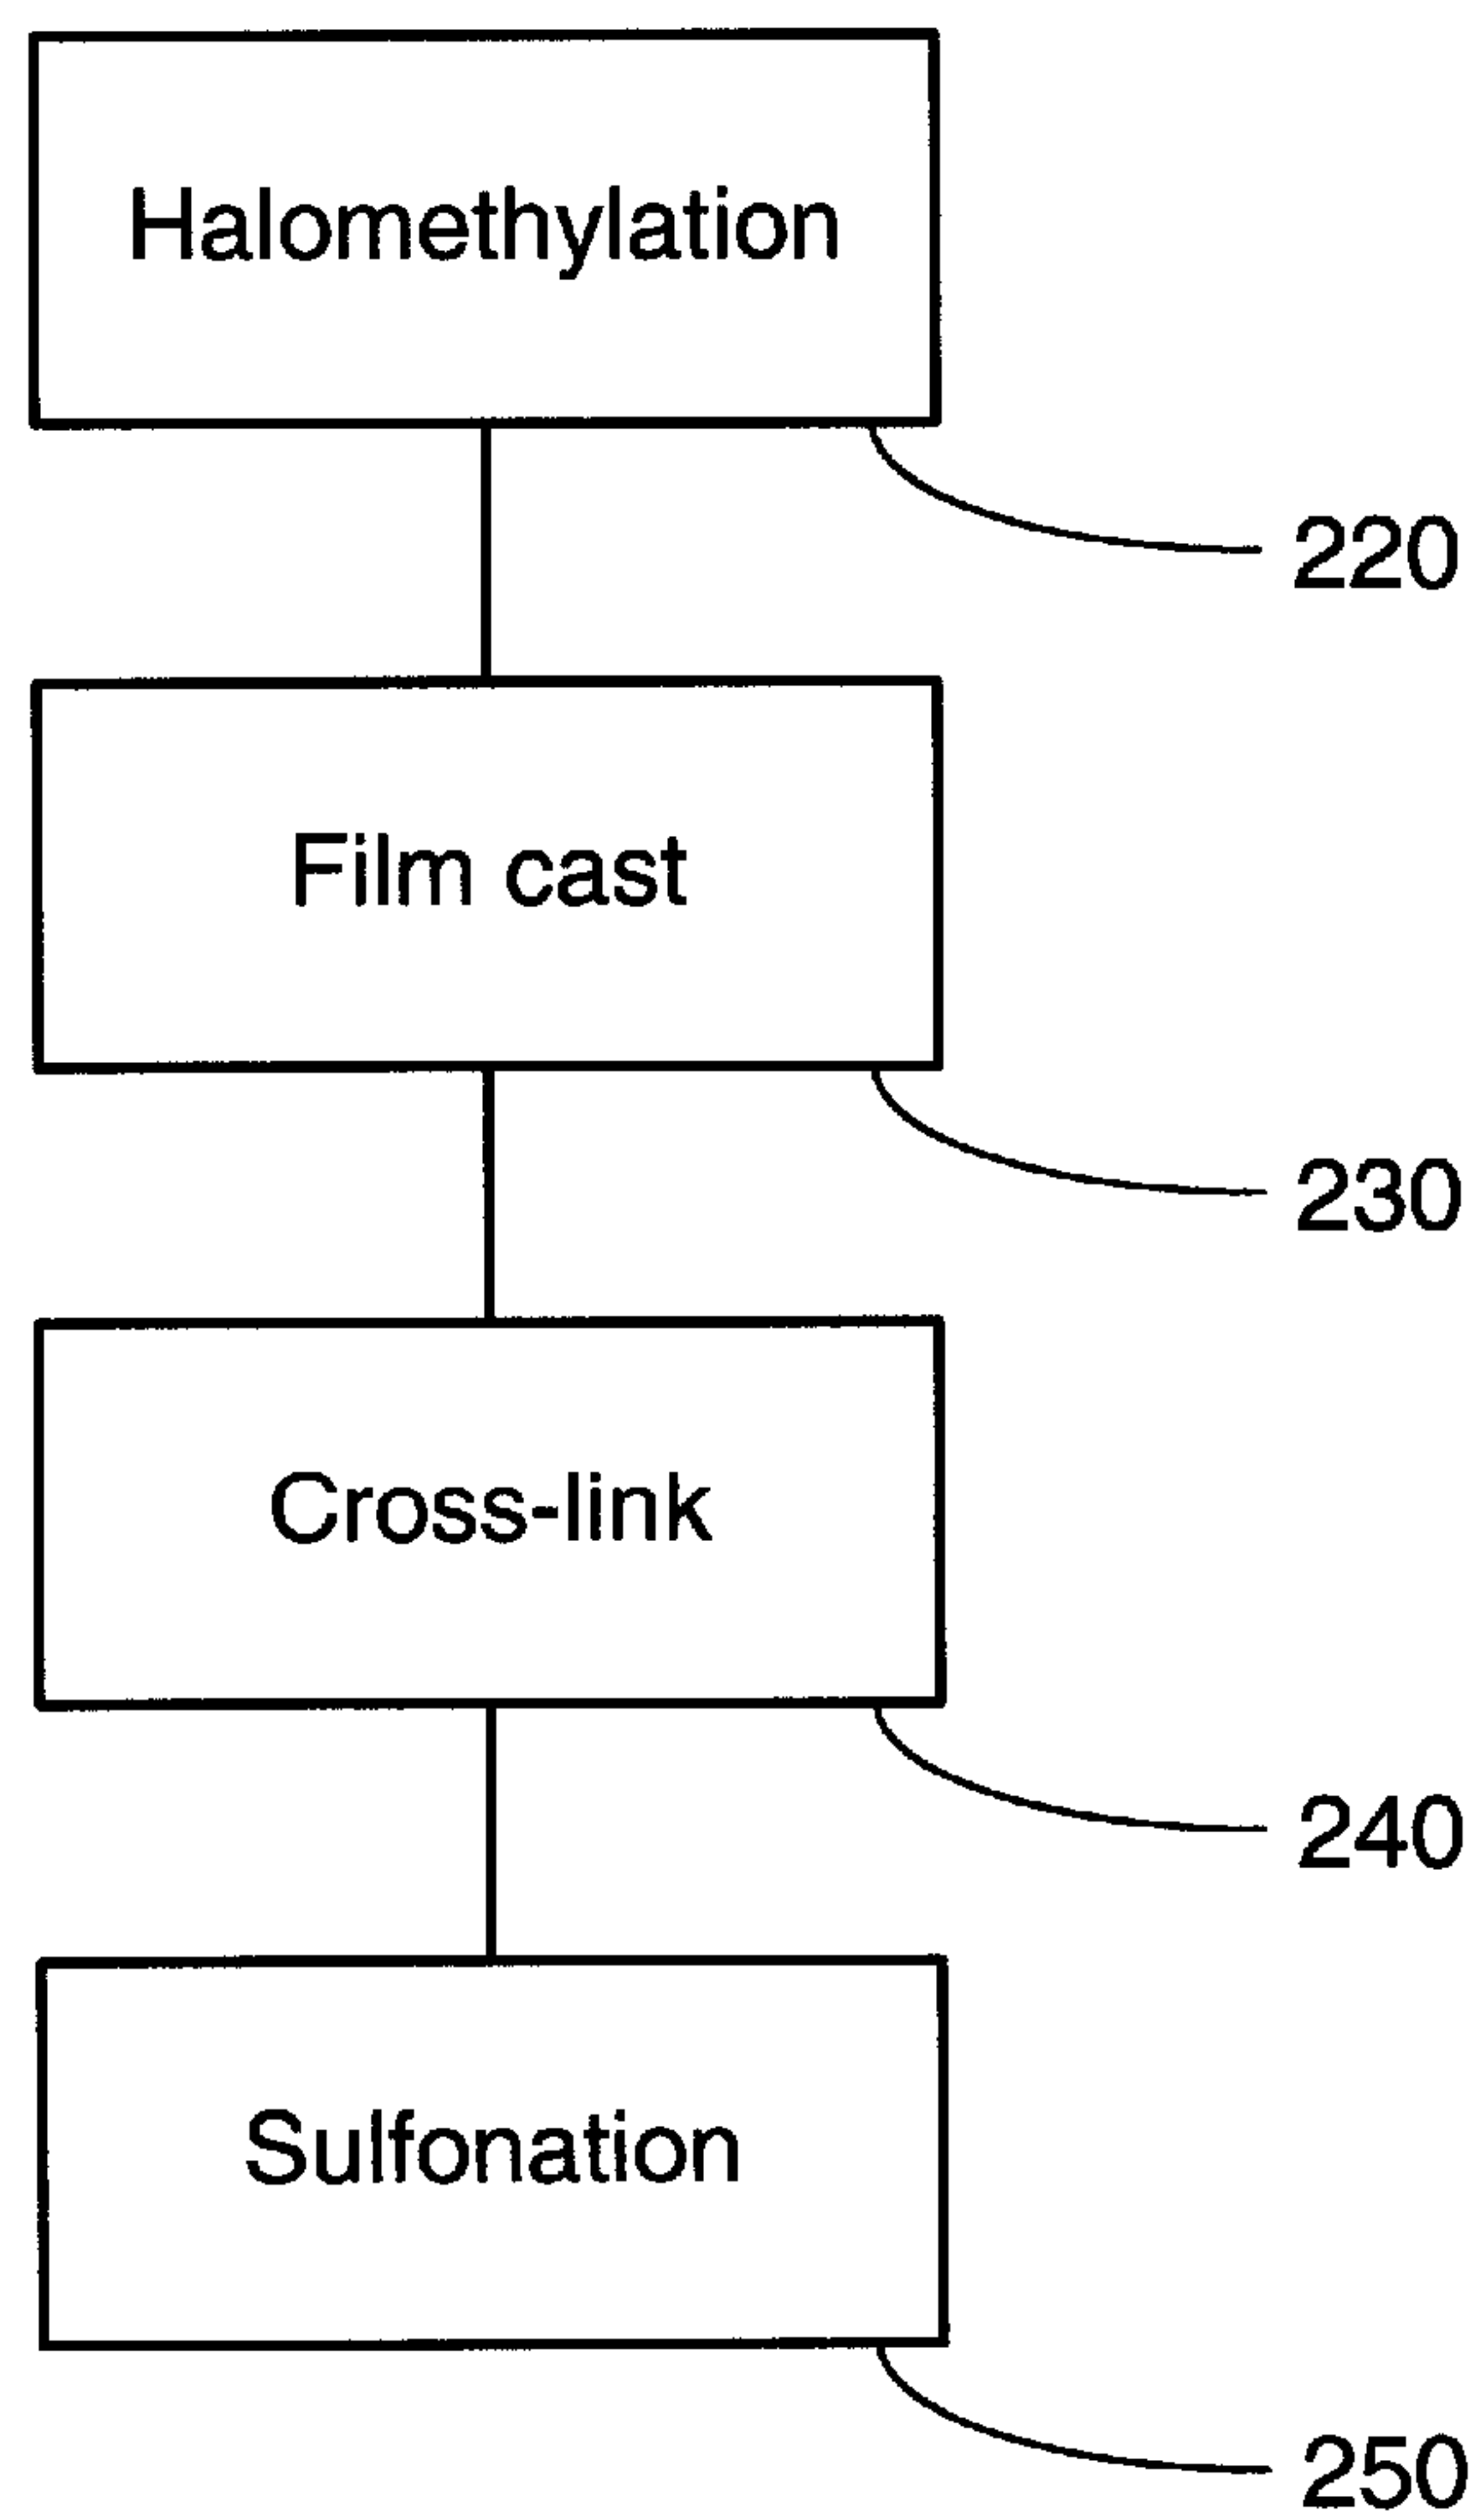 Halomethylation
220
Film cast
230
Cross-link
240
Sulfonation
250